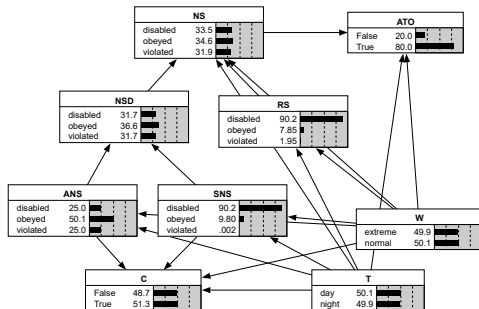 NS
disabled 33.5
obeyed 34.6
violated 31.9
ATO
False 20.0
True 80.0
NSD
disabled 31.7
obeyed 36.6
violated 31.7
RS
disabled 90.2
obeyed 7.85
violated 1.95
ANS
disabled 25.0
obeyed 50.1
violated 25.0
SNS
disabled 90.2
obeyed 9.80
violated .002
W
extreme 49.9
normal 50.1
C
False 48.7
True 51.3
T
day 50.1
night 49.9